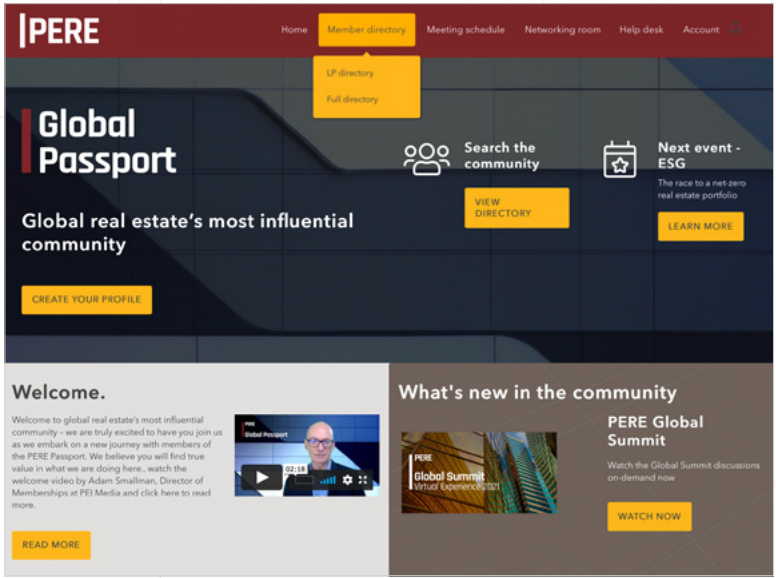 PERE
Home Member directory Meeting schedule Networking room Help desk Account
LP directory
Full directory
Global
Passport
Global real estate's most influential
community
CREATE YOUR PROFILE
Search the
community
VIEW
DIRECTORY
Next event -
ESG
The race to a net-zero
real estate portfolio
LEARN MORE
Welcome.
Welcome to global real estate's most influential
community - we are truly excited to have you join us
as we embark on a new journey with members of
the PERE Passport. We believe you will find true
value in what we are doing here.. watch the
welcome video by Adam Smallman, Director of
Memberships at PEI Media and click here to read
more.
READ MORE
PERE
Global Passport
02:18
What's new in the community
PERE
Global Summit
Virtual Experience 2021
PERE Global
Summit
Watch the Global Summit discussions
on-demand now
WATCH NOW